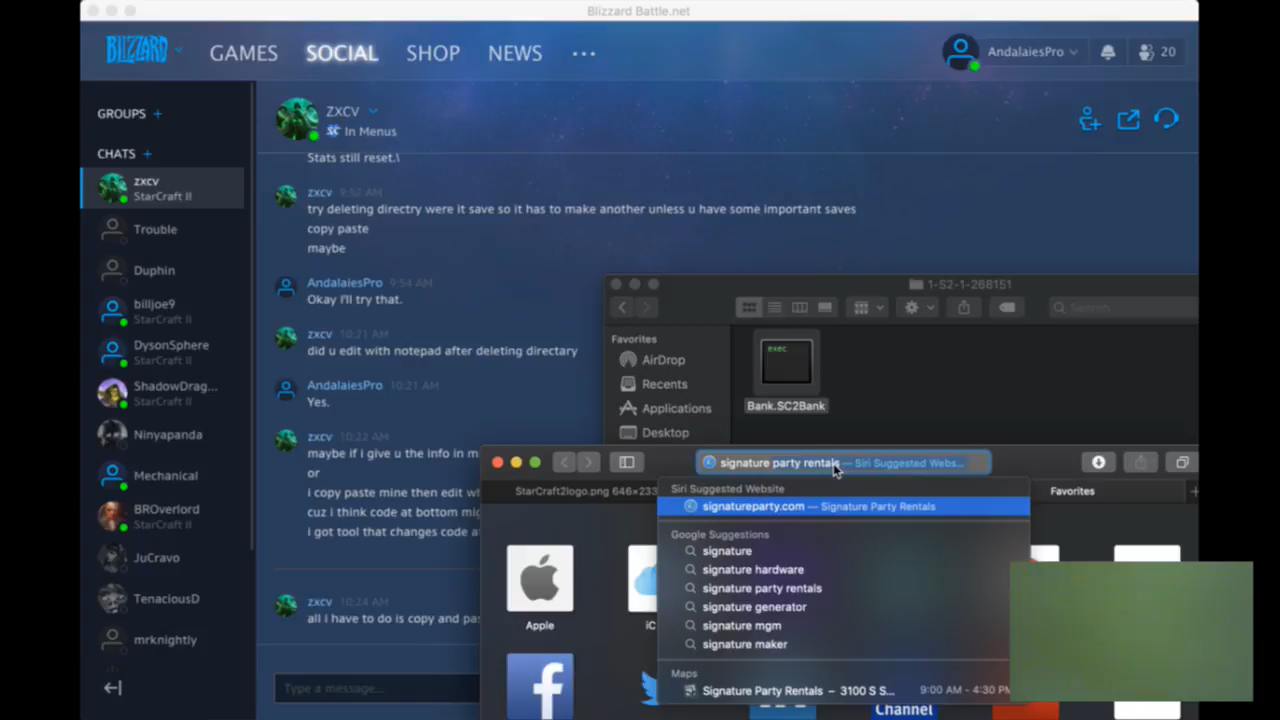 Blizzard Battle.net
BLIZZARD
GAMES
SOCIAL
SHOP
NEWS
AndalaiesPro
20
GROUPS +
CHATS +
zxcv
StarCraft II
Trouble
Duphin
billjoe9
StarCraft II
DysonSphere
StarCraft II
ShadowDrag...
StarCraft II
Ninyapanda
Mechanical
BROverlord
StarCraft II
JuCravo
TenaciousD
mrknightly
zxcv
In Menus
Stats still reset.\
zxcv 9:52 AM
try deleting directry were it save so it has to make another unless u have some important saves
copy paste
maybe
AndalaiesPro 9:54 AM
Okay I'll try that.
zxcv 10:21 AM
did u edit with notepad after deleting directary
AndalaiesPro 10:21 AM
Yes.
zxcv 10:22 AM
maybe if i give u the info in m
or
i copy paste mine then edit w
cuz i think code at bottom mi
i got tool that changes code a
zxcv 10:24 AM
all i have to do is copy and pa
Type a message...
1-S2-1-268151
Search
Favorites
AirDrop
Recents
Applications
Desktop
exec
Bank.SC2Bank
signature party rentals — Siri Suggested Webs...
StarCraft2logo.png 646×233
Favorites
Siri Suggested Website
signatureparty.com — Signature Party Rentals
Google Suggestions
signature
signature hardware
signature party rentals
signature generator
signature mgm
signature maker
Maps
Signature Party Rentals – 3100 S S... 9:00 AM - 4:30 PM
Apple
iC
Channel